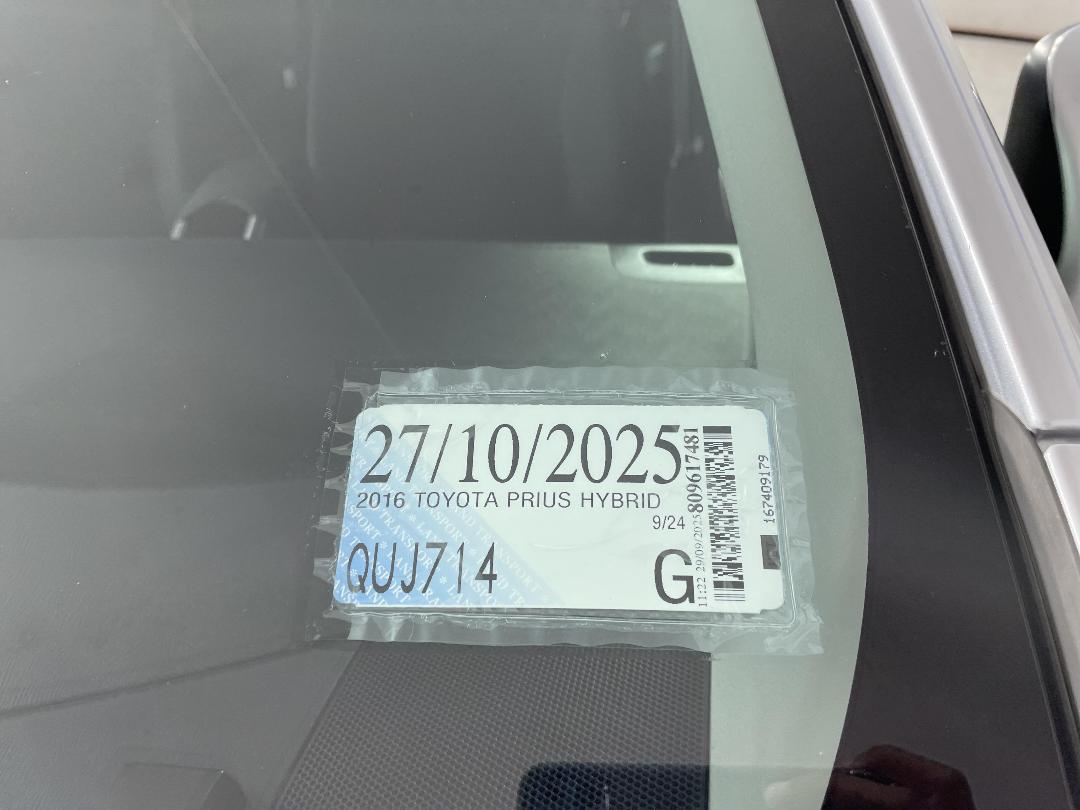 27/10/2025
2016 TOYOTA PRIUS HYBRID
9/24
QUJ714
G
11:22 29/09/2025 809617481
167409179